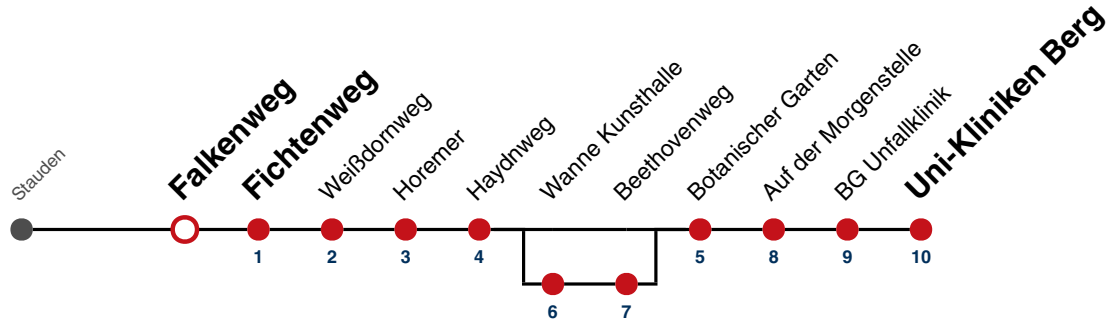 Stauden
Falkenweg
Fichtenweg
Weißdornweg
Horemer
Haydnweg
Wanne Kunsthalle
Beethovenweg
Botanischer Garten
Auf der Morgenstelle
BG Unfallklinik
Uni-Kliniken Berg
1
2
3
4
5
8
9
10
6
7